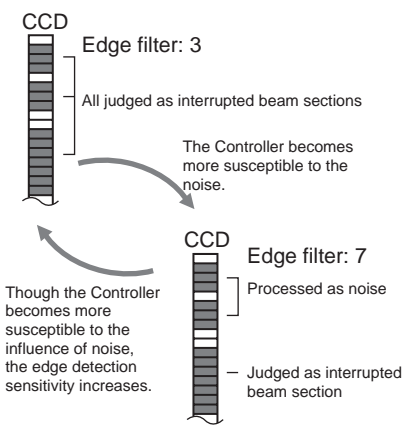 CCD
Edge filter: 3
All judged as interrupted beam sections
The Controller becomes
more susceptible to the
noise.
CCD
Edge filter: 7
Processed as noise
Though the Controller
becomes more
susceptible to the
influence of noise,
the edge detection
sensitivity increases.
Judged as interrupted
beam section